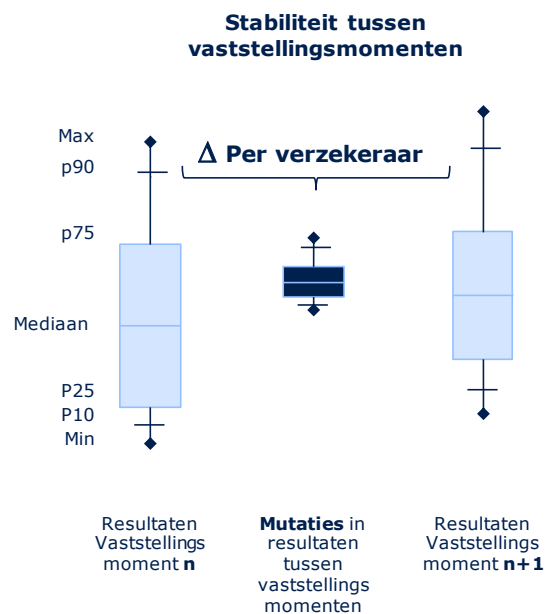 Stabiliteit tussen
vaststellingsmomenten
Max
p90
Δ Per verzekeraar
p75
Mediaan
P25
P10
Min
Resultaten
Vaststellings
moment n
Mutaties in
resultaten
tussen
vaststellings
momenten
Resultaten
Vaststellings
moment n+1